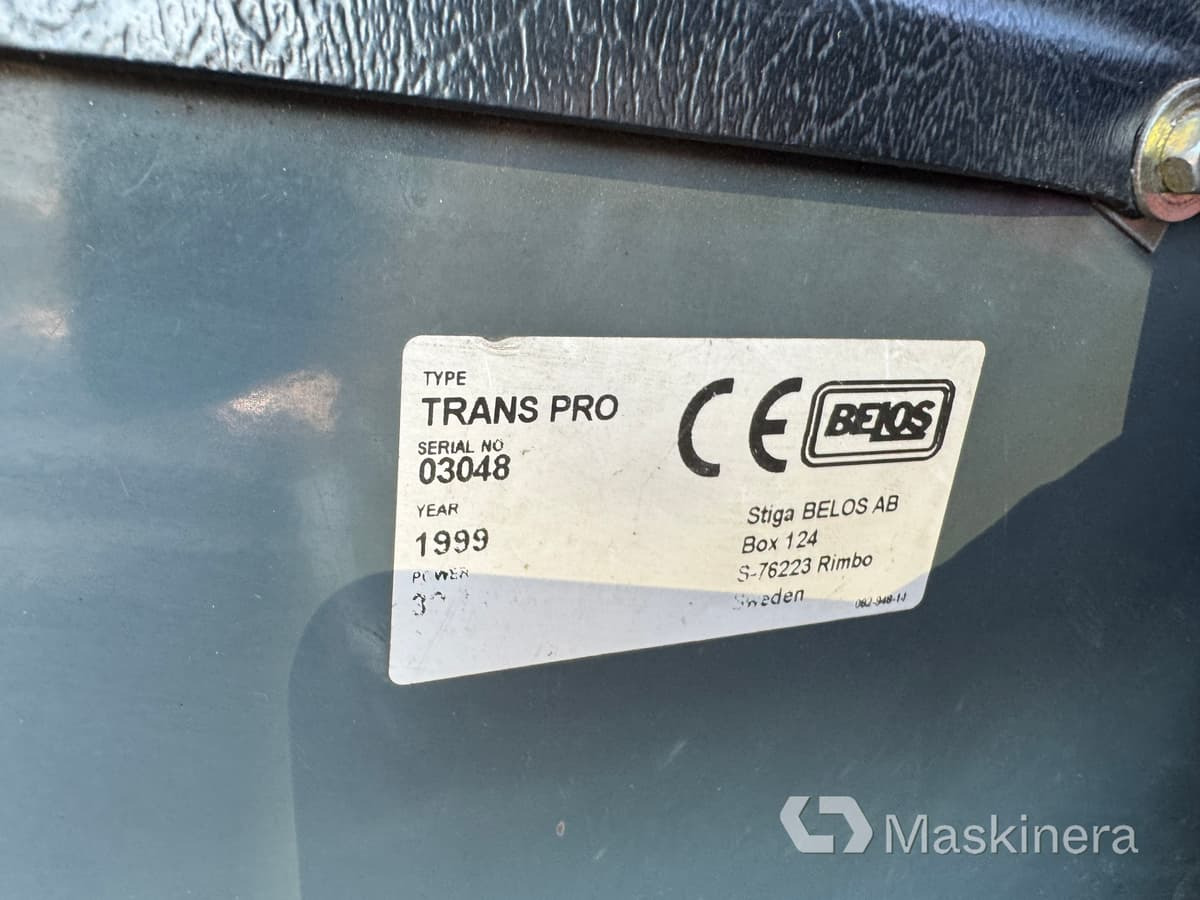 TYPE
TRANS PRO
SERIAL NO
03048
YEAR
1999
POWER
CE BELOS
Stiga BELOS AB
Box 124
S-76223 Rimbo
Sweden
Maskinera